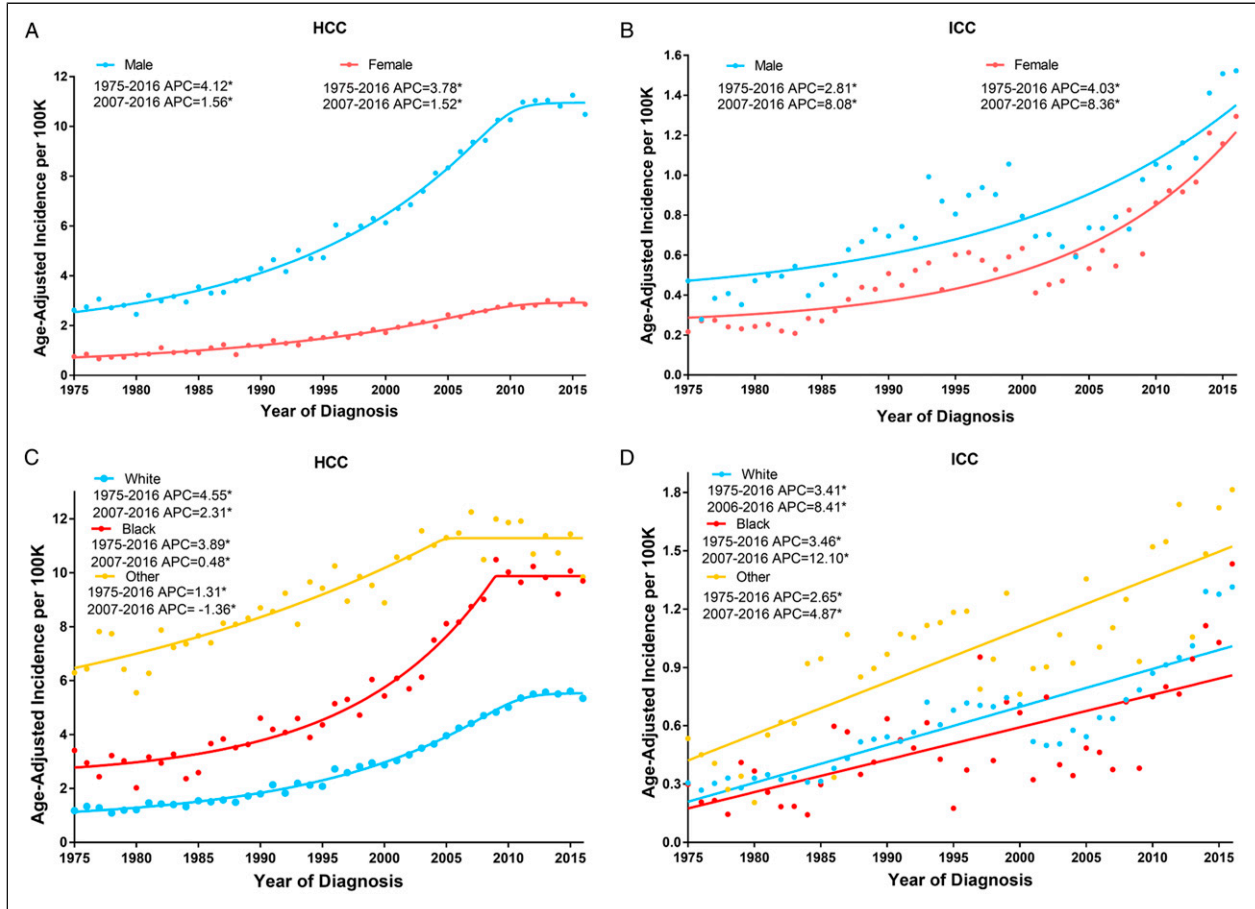 A
HCC
Male
1975-2016 APC=4.12*
2007-2016 APC=1.56*
Female
1975-2016 APC=3.78*
2007-2016 APC=1.52*
Age-Adjusted Incidence per 100K
12
10
8
6
4
2
0
1975 1980 1985 1990 1995 2000 2005 2010 2015
Year of Diagnosis
B
ICC
Male
1975-2016 APC=2.81*
2007-2016 APC=8.08*
Female
1975-2016 APC=4.03*
2007-2016 APC=8.36*
Age-Adjusted Incidence per 100K
1.6
1.4
1.2
1.0
0.8
0.6
0.4
0.2
0.0
1975 1980 1985 1990 1995 2000 2005 2010 2015
Year of Diagnosis
C
HCC
White
1975-2016 APC=4.55*
2007-2016 APC=2.31*
Black
1975-2016 APC=3.89*
2007-2016 APC=0.48*
Other
1975-2016 APC=1.31*
2007-2016 APC= -1.36*
Age-Adjusted Incidence per 100K
12
10
8
6
4
2
0
1975 1980 1985 1990 1995 2000 2005 2010 2015
Year of Diagnosis
D
ICC
White
1975-2016 APC=3.41*
2006-2016 APC=8.41*
Black
1975-2016 APC=3.46*
2007-2016 APC=12.10*
Other
1975-2016 APC=2.65*
2007-2016 APC=4.87*
Age-Adjusted Incidence per 100K
1.8
1.5
1.2
0.9
0.6
0.3
0.0
1975 1980 1985 1990 1995 2000 2005 2010 2015
Year of Diagnosis